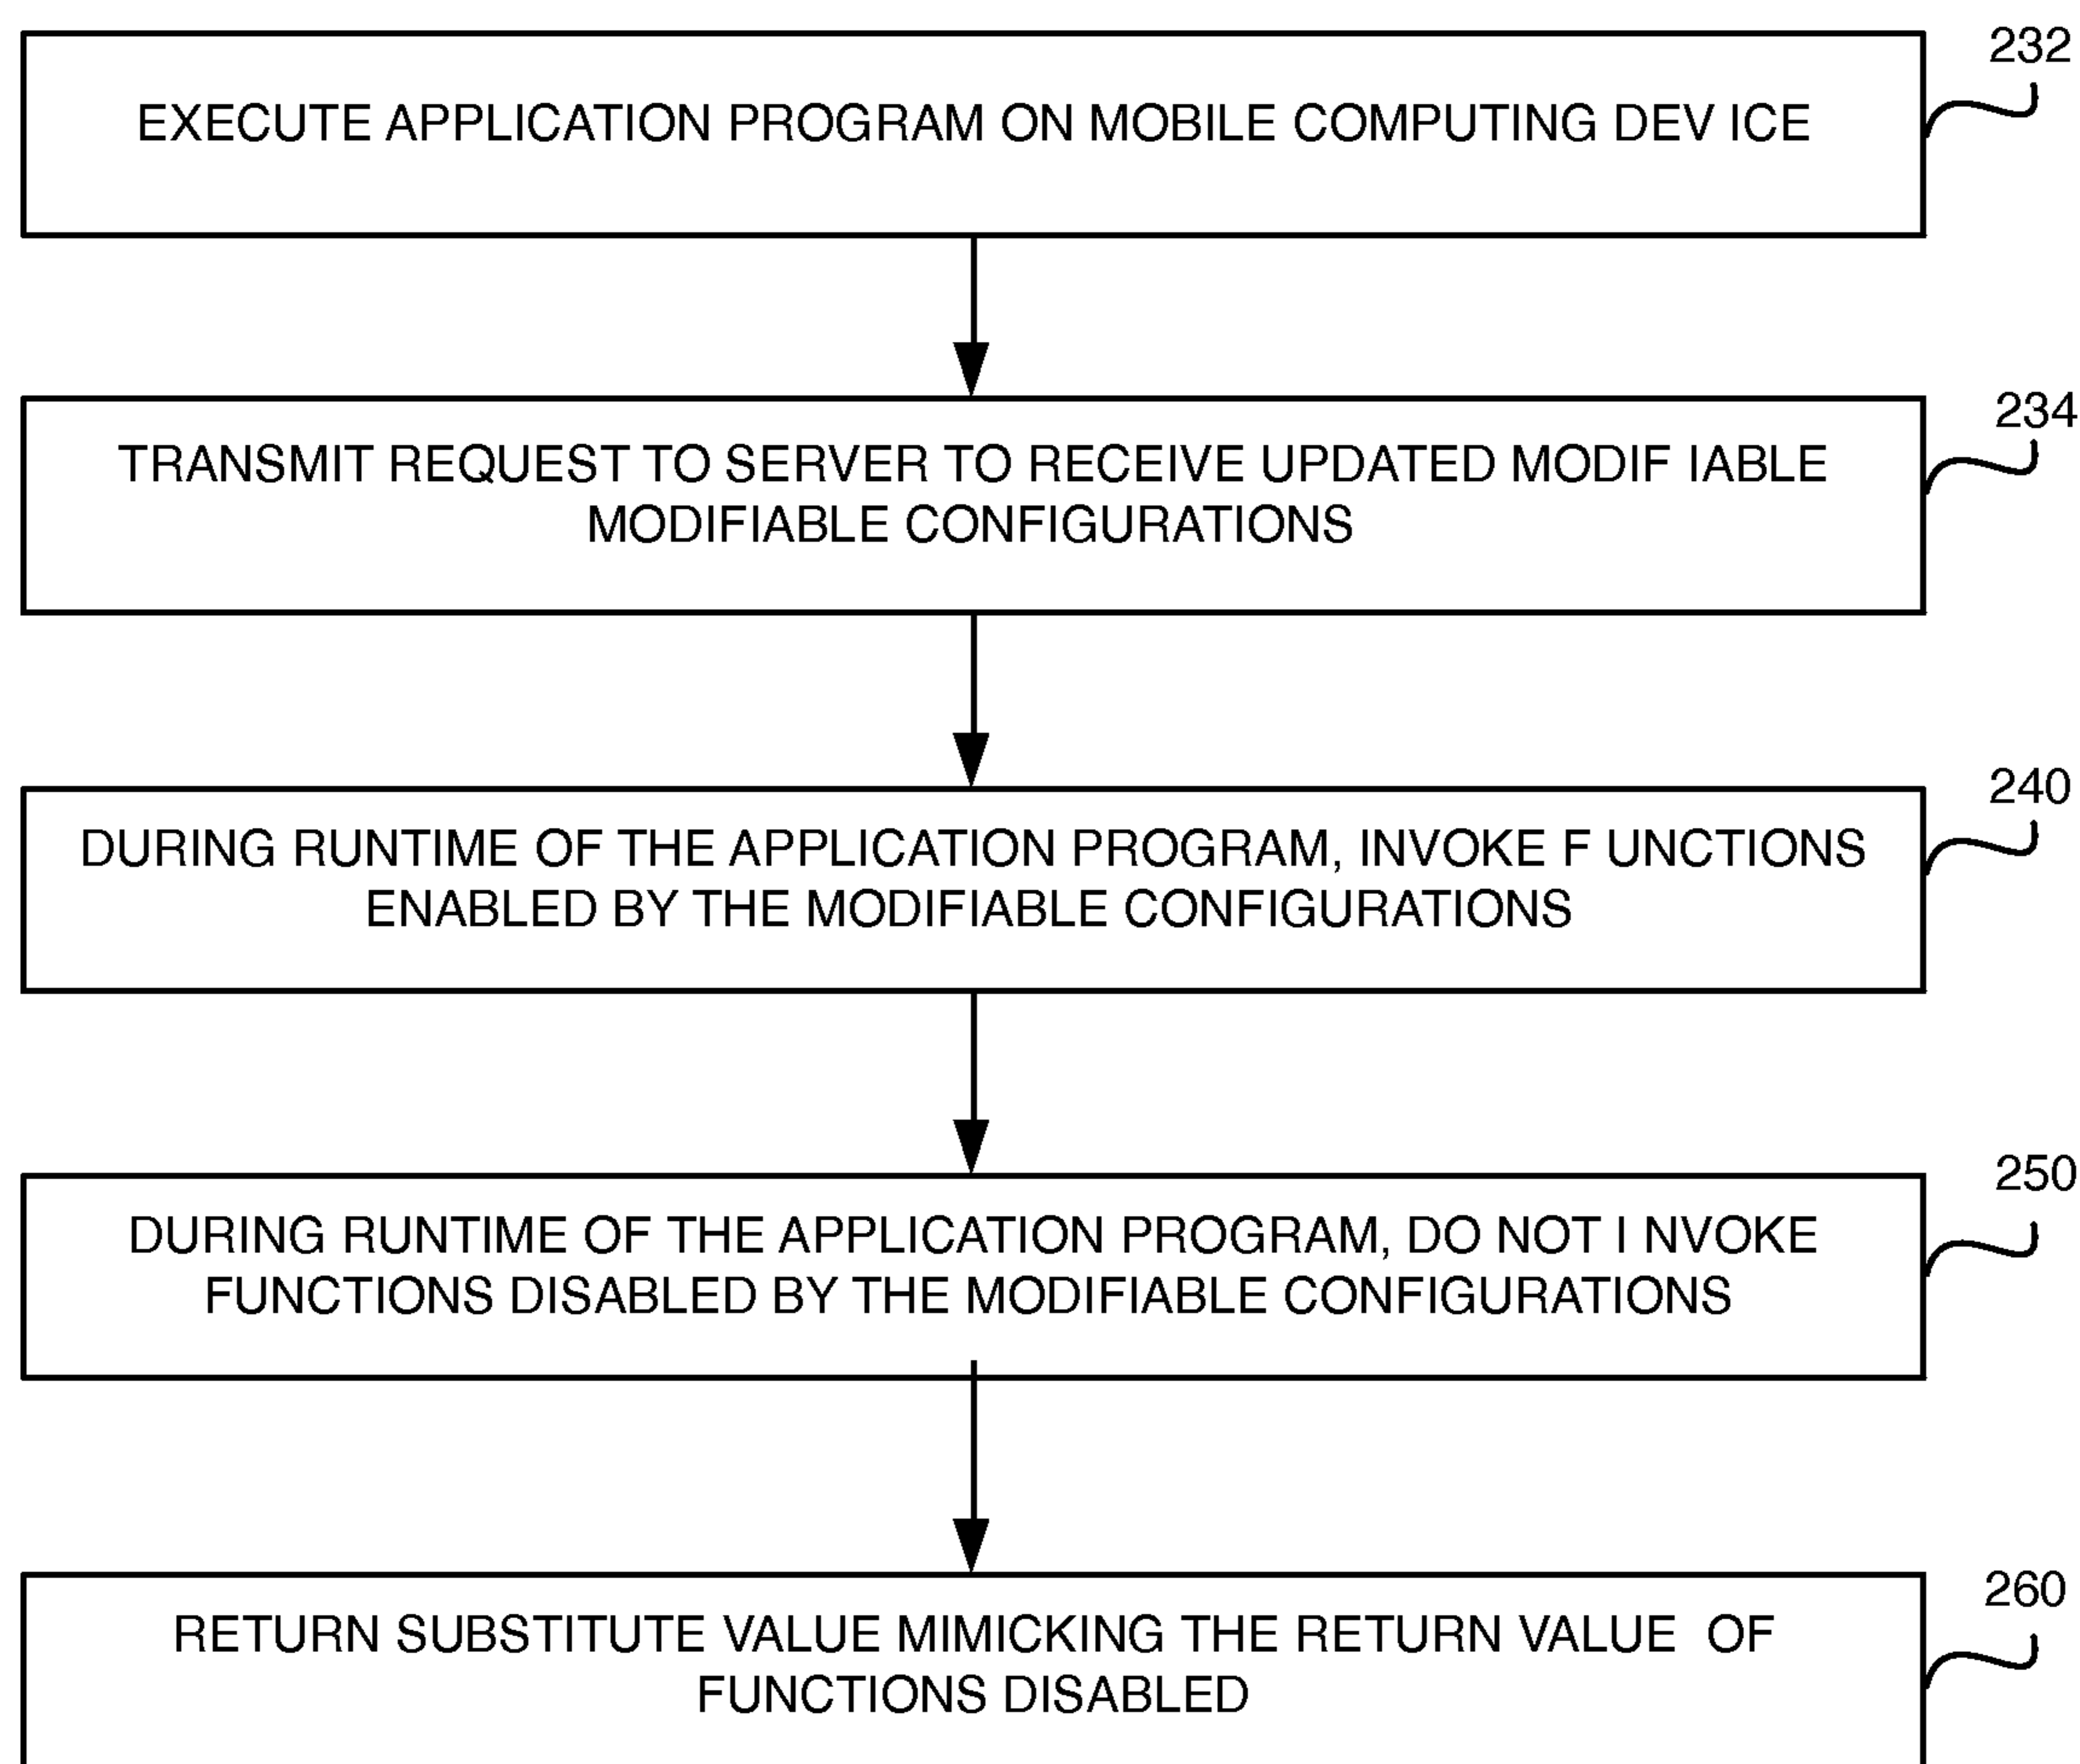 232
EXECUTE APPLICATION PROGRAM ON MOBILE COMPUTING DEV ICE
234
TRANSMIT REQUEST TO SERVER TO RECEIVE UPDATED MODIF IABLE
MODIFIABLE CONFIGURATIONS
240
DURING RUNTIME OF THE APPLICATION PROGRAM, INVOKE F UNCTIONS
ENABLED BY THE MODIFIABLE CONFIGURATIONS
250
DURING RUNTIME OF THE APPLICATION PROGRAM, DO NOT I NVOKE
FUNCTIONS DISABLED BY THE MODIFIABLE CONFIGURATIONS
260
RETURN SUBSTITUTE VALUE MIMICKING THE RETURN VALUE  OF
FUNCTIONS DISABLED